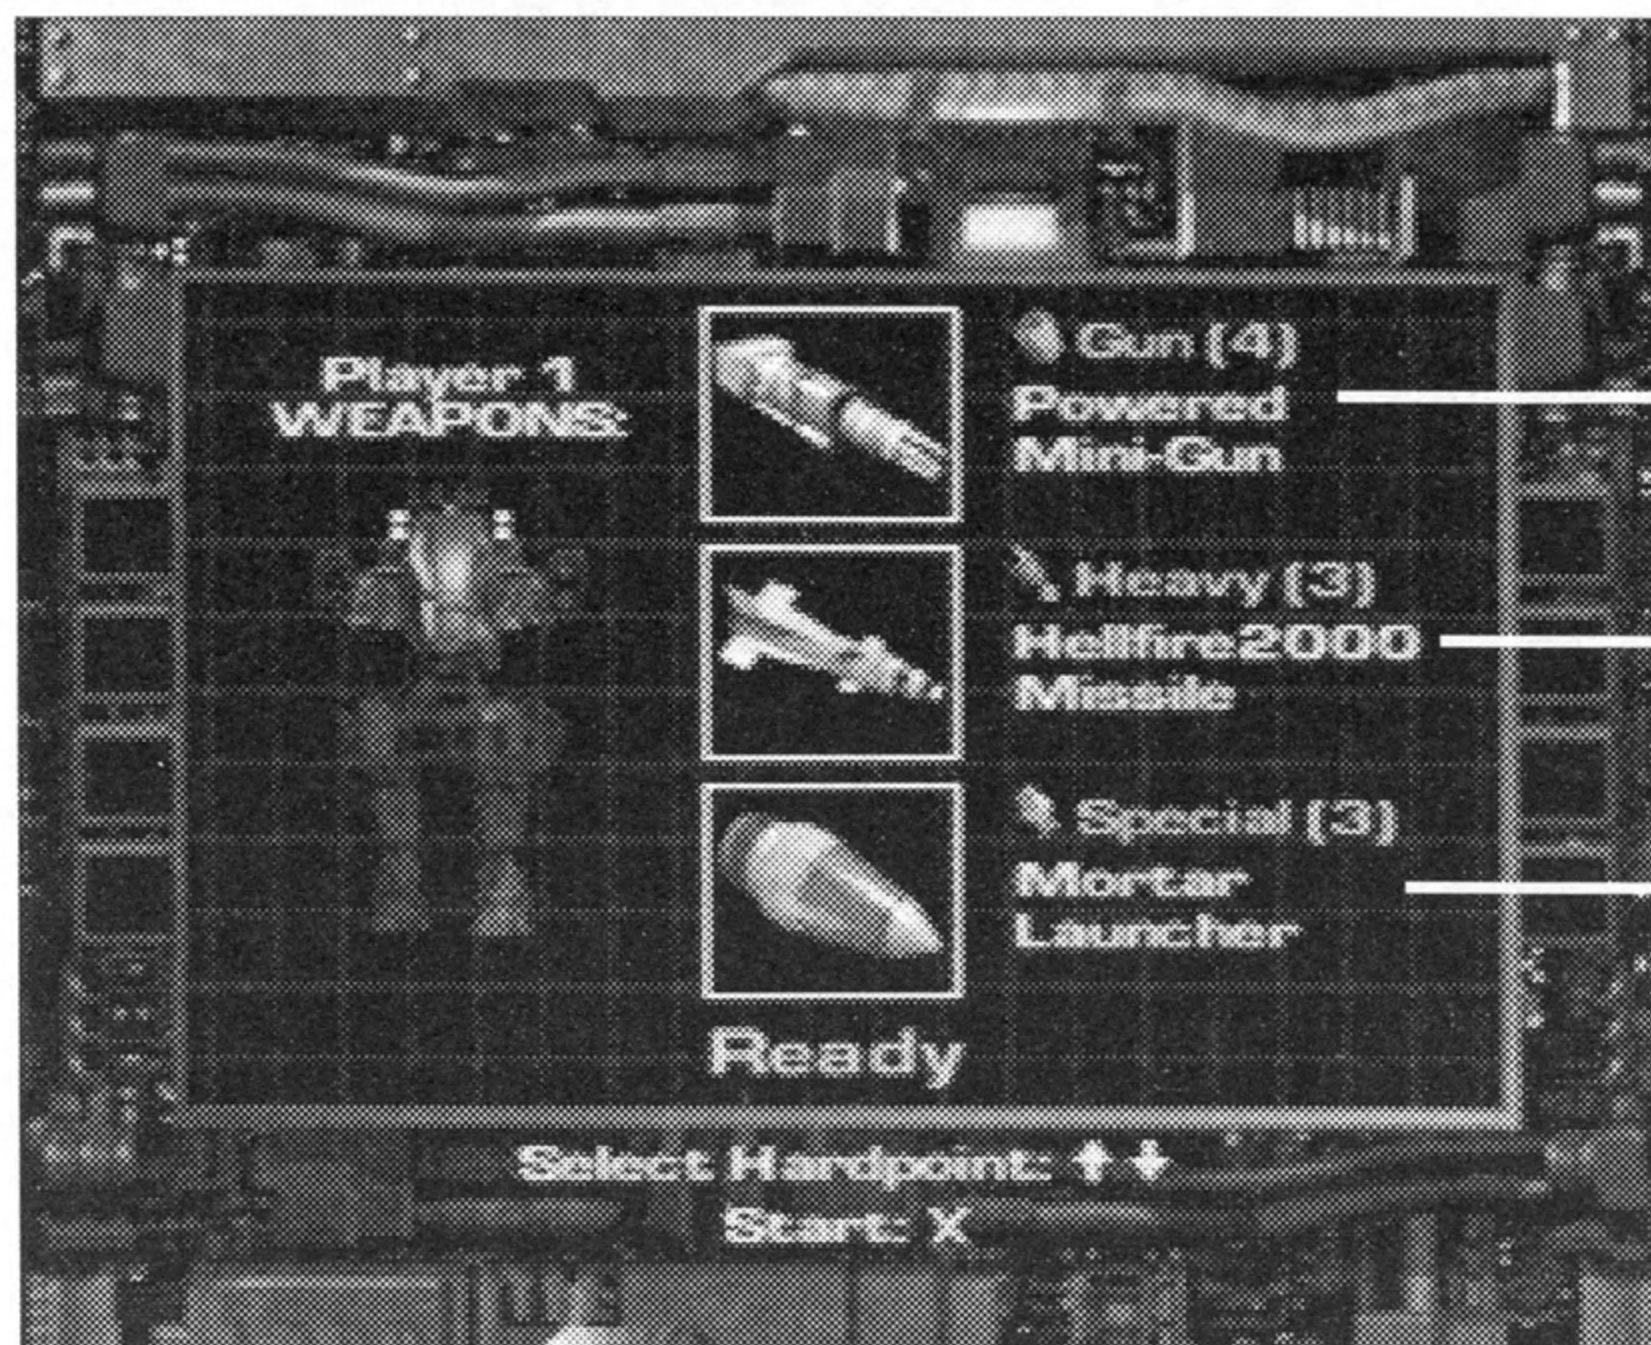 Player 1
WEAPONS:
Gun (4)
Powered
Mini-Gun
Heavy (3)
Hellfire2000
Missile
Special (3)
Mortar
Launcher
Ready
Select Hardpoint: ↑ ↓
Start: X